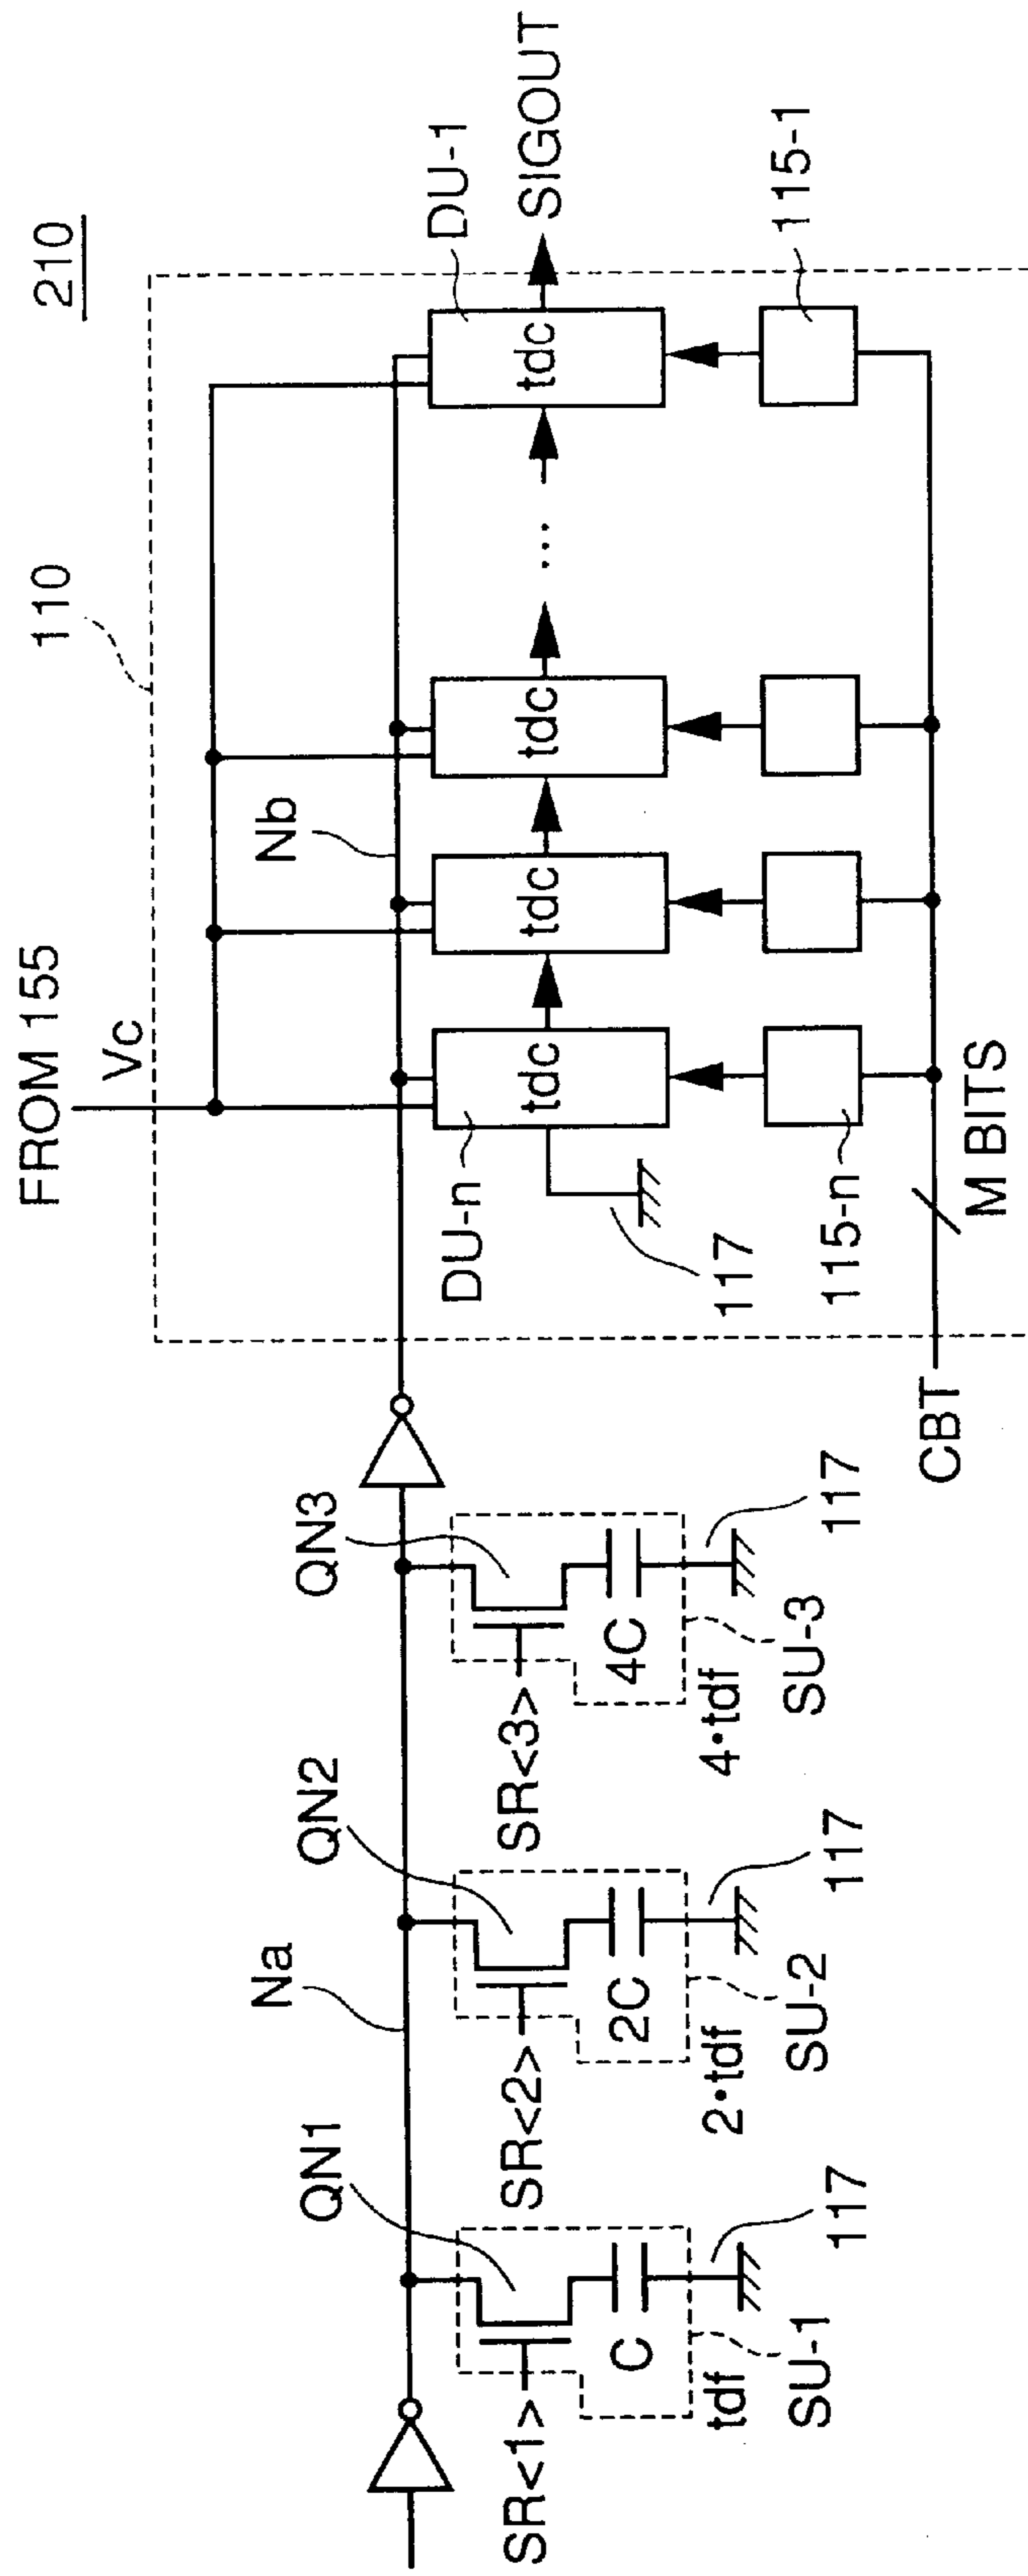 210
110
FROM 155
Vc
Nb
DU-1
SIGOUT
tdc
tdc
tdc
...
tdc
DU-n
117
115-n
115-1
M BITS
CBT
Na
QN1
QN2
QN3
SR<1>
SR<2>
SR<3>
C
2C
4C
tdf
2•tdf
4•tdf
SU-1
SU-2
SU-3
117
117
117